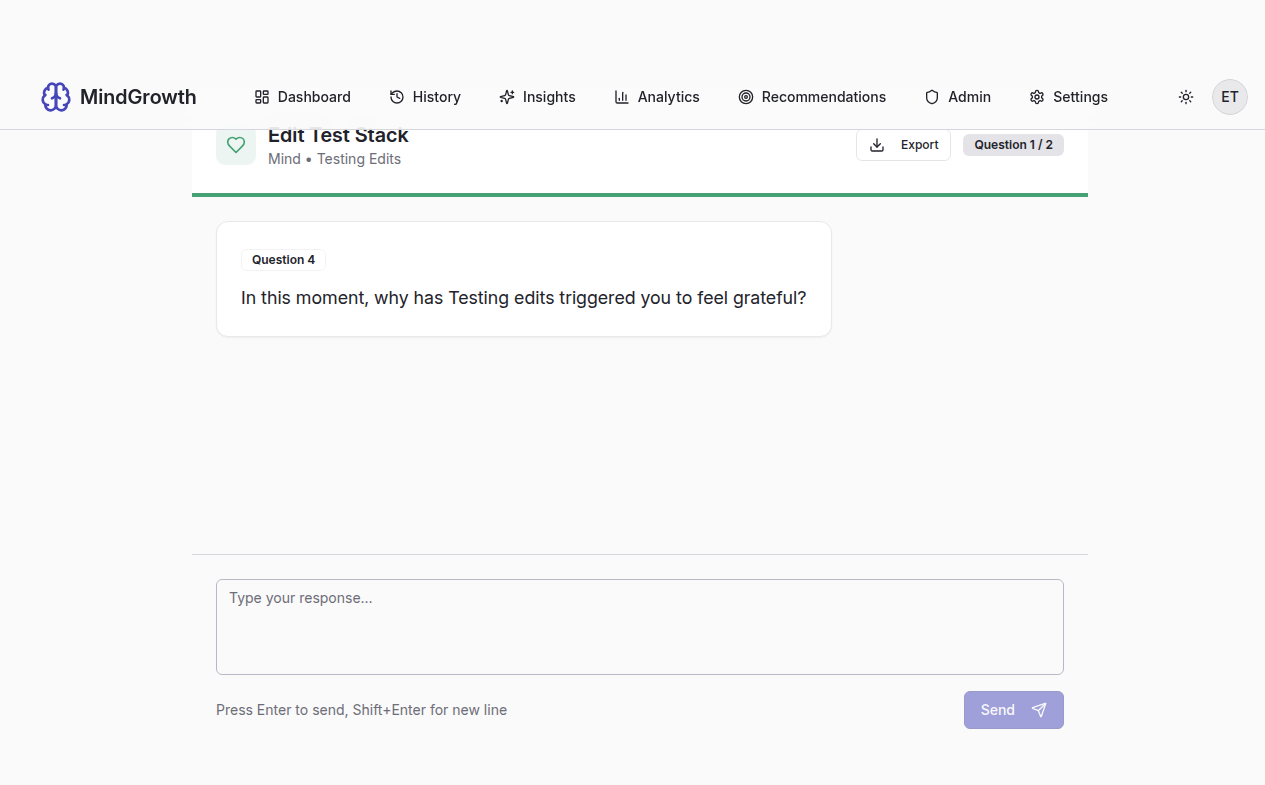 MindGrowth
Dashboard
History
Insights
Analytics
Recommendations
Admin
Settings
ET
Edit Test Stack
Mind • Testing Edits
Export
Question 1 / 2
Question 4
In this moment, why has Testing edits triggered you to feel grateful?
Type your response...
Press Enter to send, Shift+Enter for new line
Send